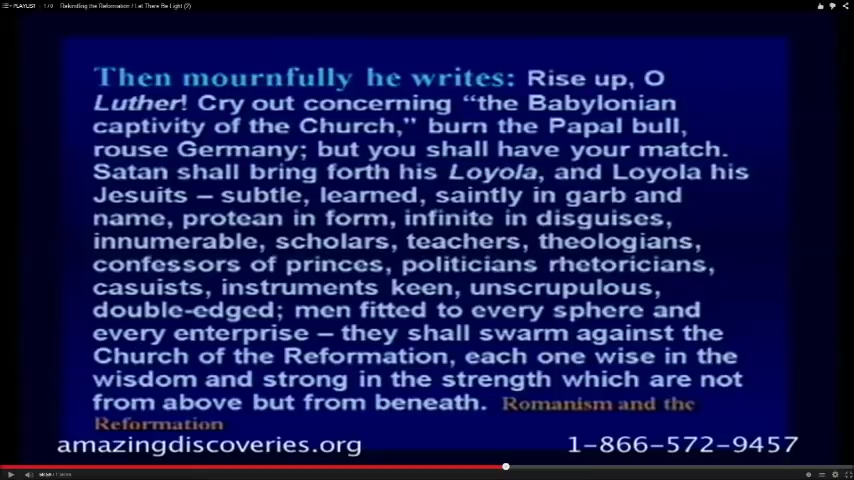 PLAYLIST
Rekindling the Reformation / Let There Be Light (2)
Then mournfully he writes: Rise up, O
Luther! Cry out concerning “the Babylonian
captivity of the Church,” burn the Papal bull,
rouse Germany; but you shall have your match.
Satan shall bring forth his Loyola, and Loyola his
Jesuits – subtle, learned, saintly in garb and
name, protean in form, infinite in disguises,
innumerable, scholars, teachers, theologians,
confessors of princes, politicians rhetoricians,
casuists, instruments keen, unscrupulous,
double-edged; men fitted to every sphere and
every enterprise – they shall swarm against the
Church of the Reformation, each one wise in the
wisdom and strong in the strength which are not
from above but from beneath. Romanism and the
Reformation
amazingdiscoveries.org 1-866-572-9457